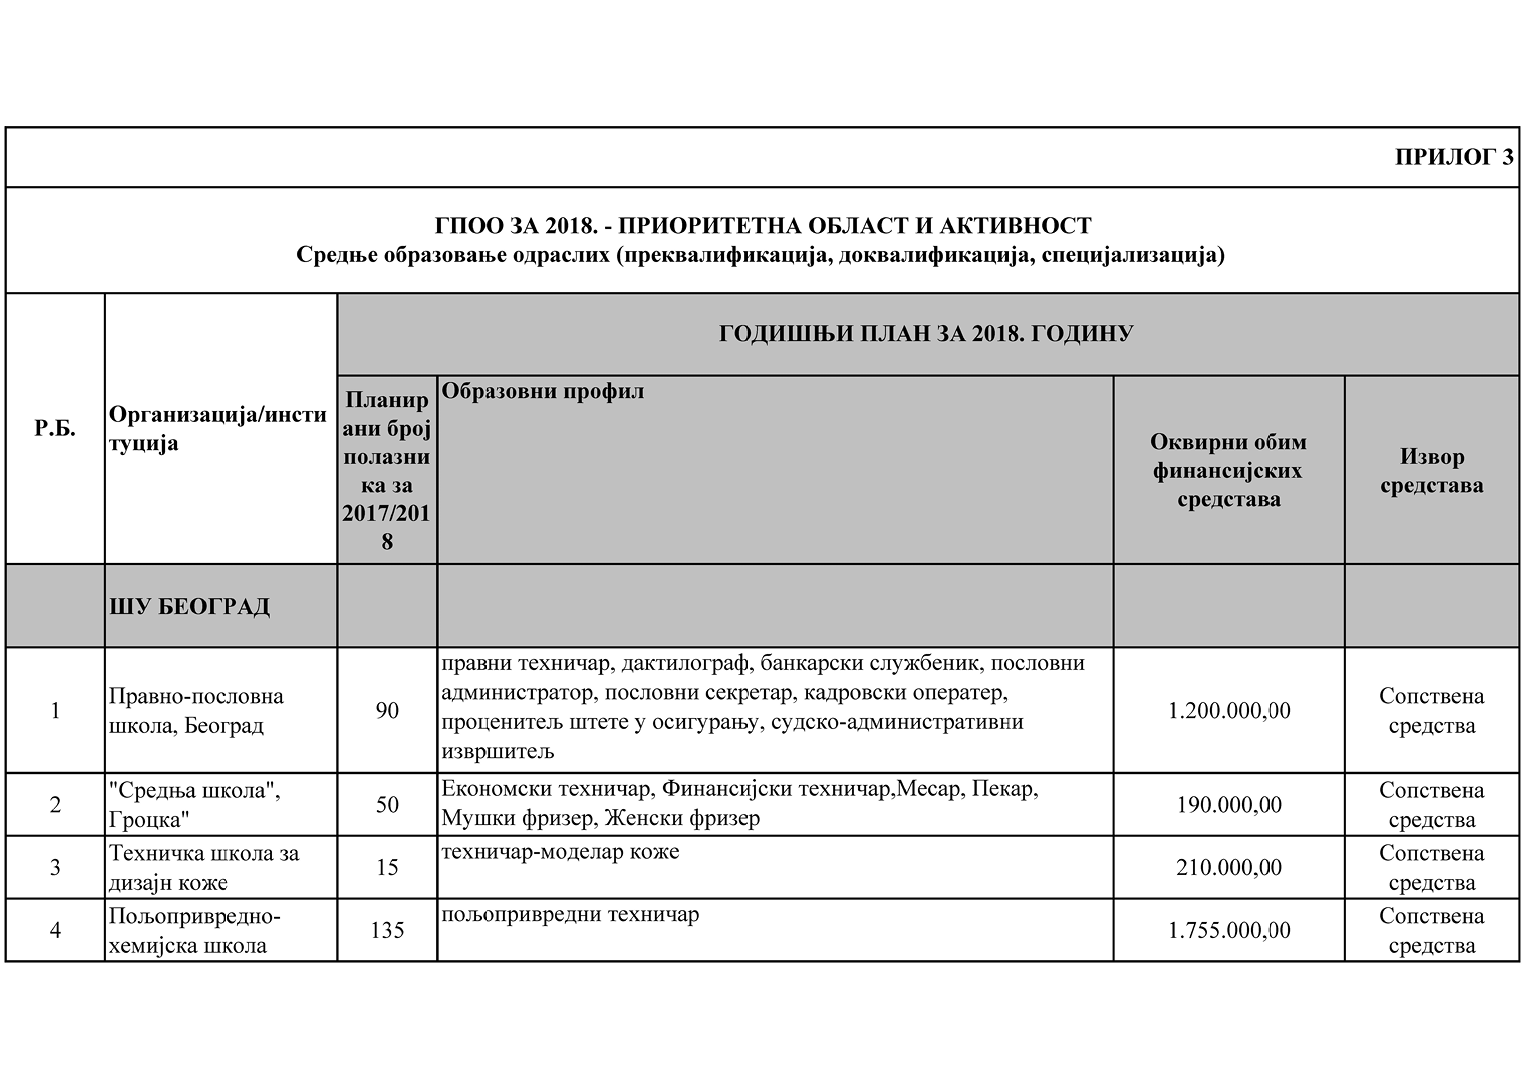 ПРИЛОГ 3
ГПОО ЗА 2018. - ПРИОРИТЕТНА ОБЛАСТ И АКТИВНОСТ
Средње образовање одраслих (преквалификација, доквалификација, специјализација)
Р.Б.
Организација/инсти
туција
ГОДИШЊИ ПЛАН ЗА 2018. ГОДИНУ
Планир
ани број
полазни
ка за
2017/201
8
Образовни профил
Оквирни обим
финансијских
средстава
Извор
средстава
ШУ БЕОГРАД
1
Правно-пословна
школа, Београд
90
правни техничар, дактилограф, банкарски службеник, пословни
администратор, пословни секретар, кадровски оператер,
проценитељ штете у осигурању, судско-административни
извршитељ
1.200.000,00
Сопствена
средства
2
"Средња школа",
Гроцка"
50
Економски техничар, Финансијски техничар,Месар, Пекар,
Мушки фризер, Женски фризер
190.000,00
Сопствена
средства
3
Техничка школа за
дизајн коже
15
техничар-моделар коже
210.000,00
Сопствена
средства
4
Пољопривредно-
хемијска школа
135
пољопривредни техничар
1.755.000,00
Сопствена
средства